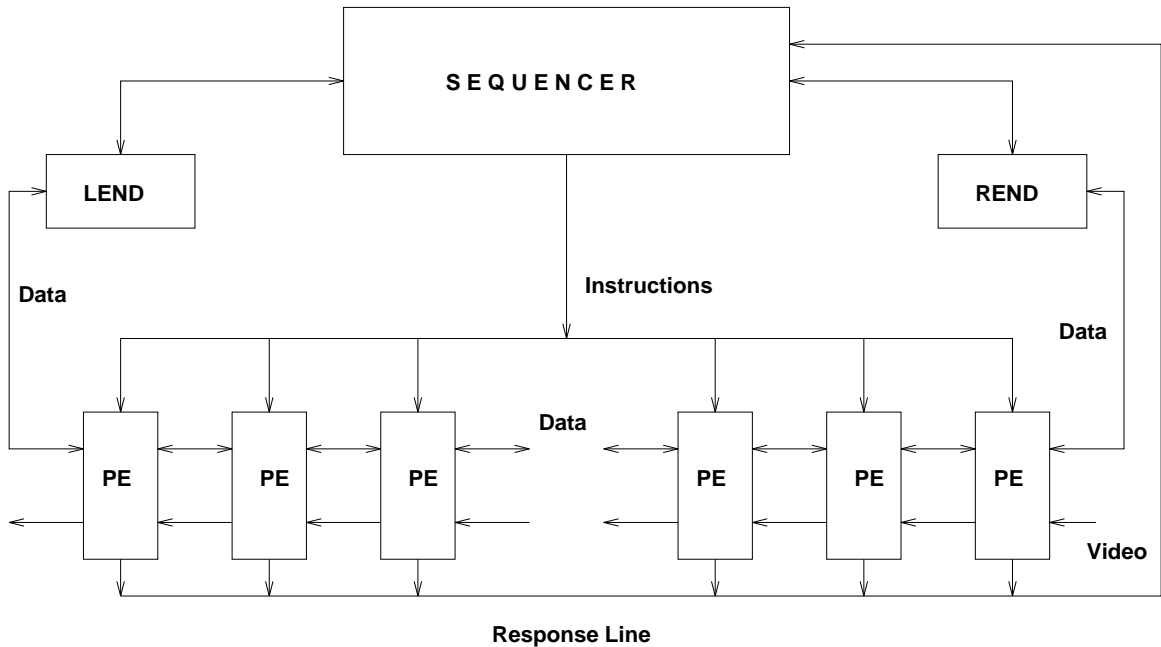 S E Q U E N C E R
LEND
REND
Instructions
Data
Data
Data
PE
PE
PE
PE
PE
PE
Video
Response Line